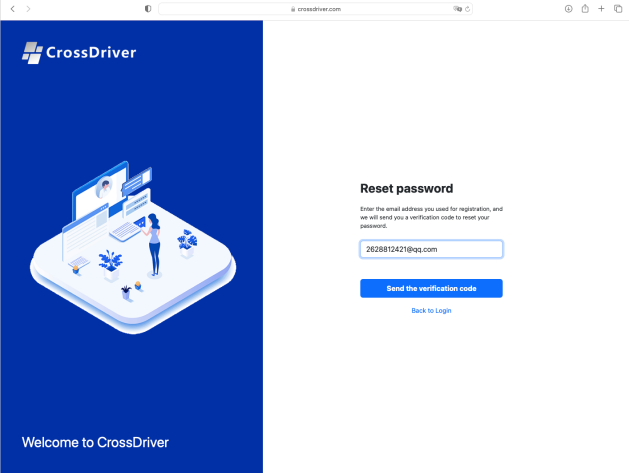 crossdriver.com
CrossDriver
Reset password
Enter the email address you used for registration, and
we will send you a verification code to reset your
password.
2628812421@qq.com
Send the verification code
Back to Login
Welcome to CrossDriver